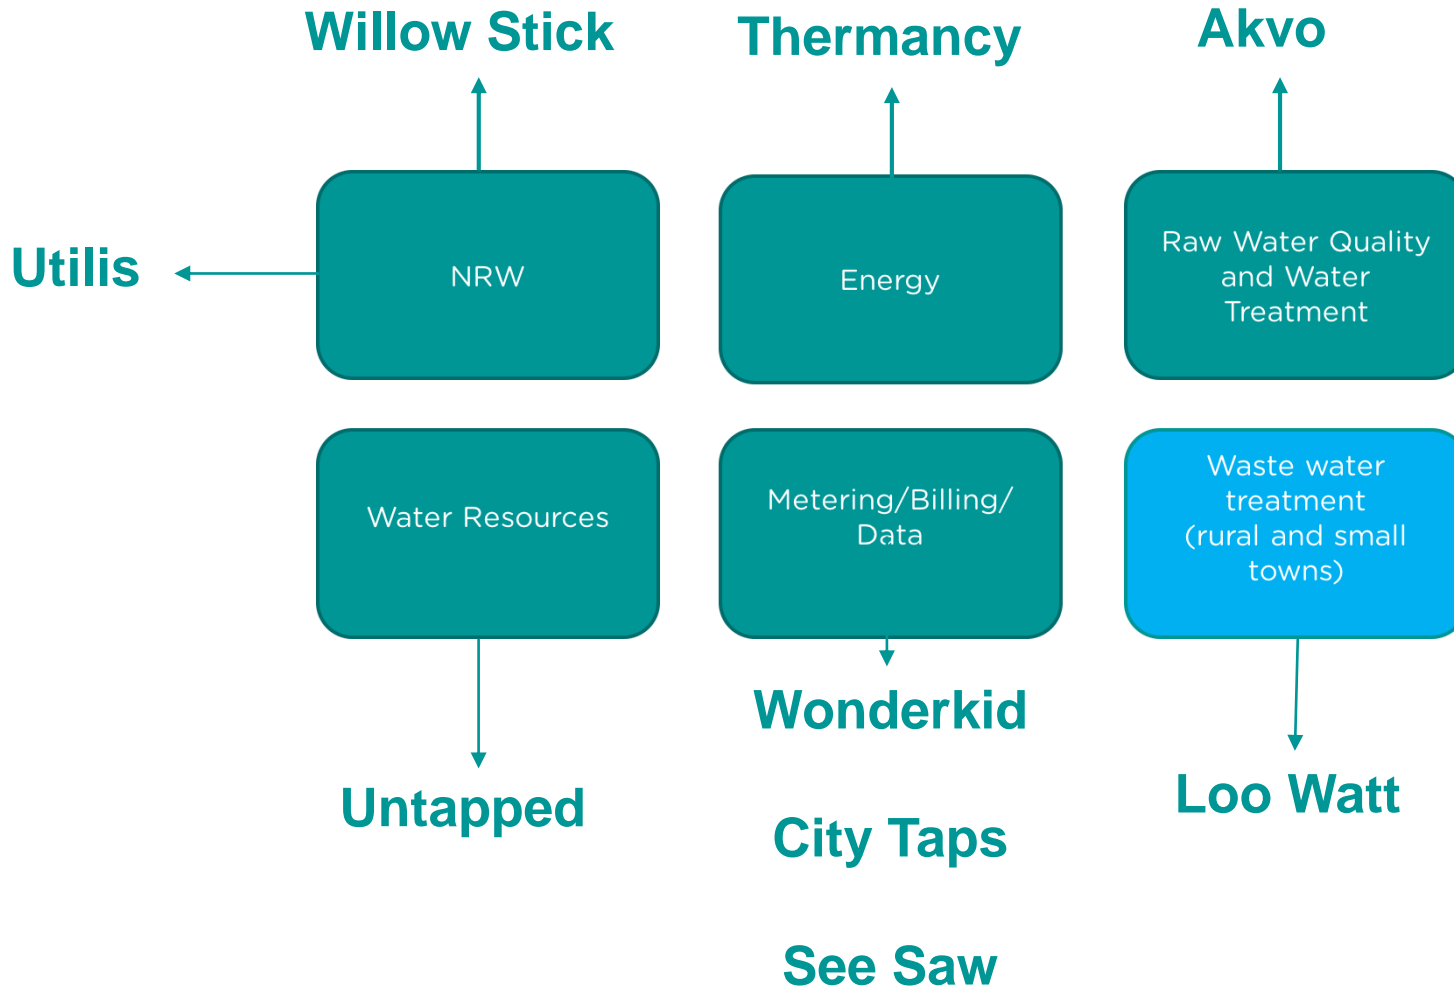 Willow Stick
Thermancy
Akvo
Utilis
NRW
Energy
Raw Water Quality
and Water
Treatment
Water Resources
Metering/Billing/
Data
Waste water
treatment
(rural and small
towns)
Untapped
Wonderkid
City Taps
See Saw
Loo Watt